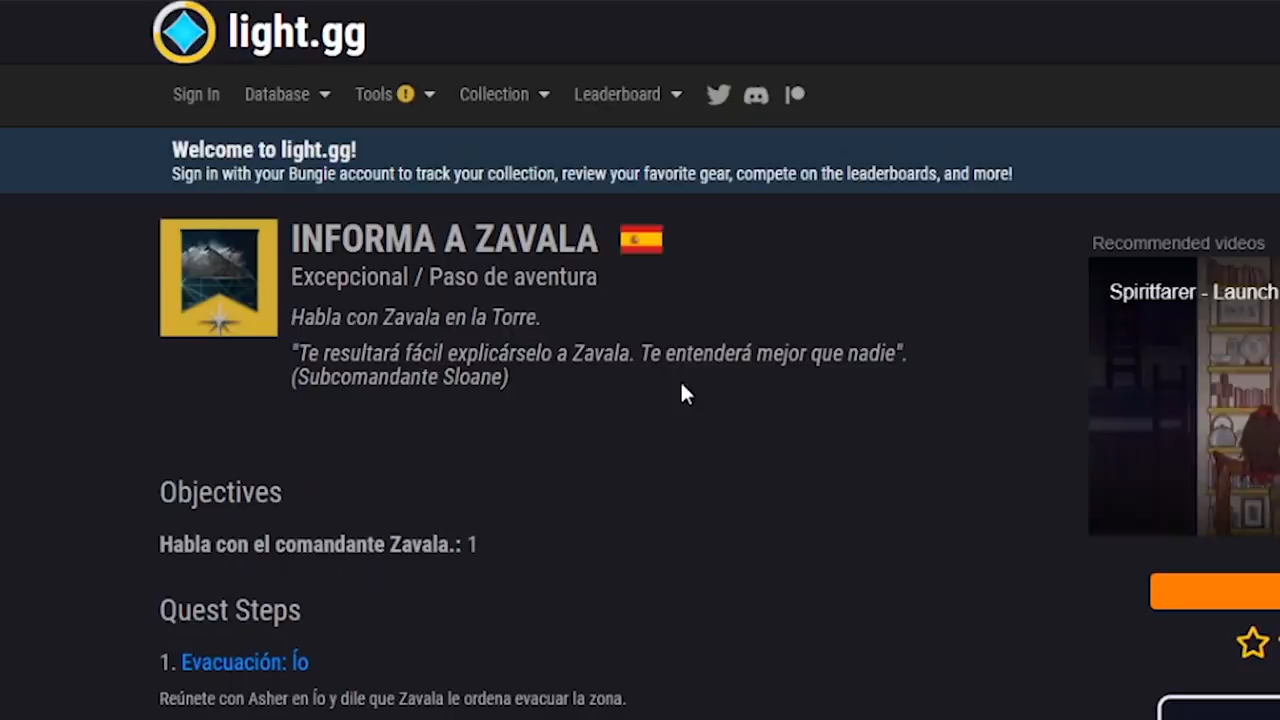 light.gg
Sign In Database Tools Collection Leaderboard
Welcome to light.gg!
Sign in with your Bungie account to track your collection, review your favorite gear, compete on the leaderboards, and more!
INFORMA A ZAVALA
Excepcional / Paso de aventura
Habla con Zavala en la Torre.
"Te resultará fácil explicárselo a Zavala. Te entenderá mejor que nadie".
(Subcomandante Sloane)
Recommended videos
Spiritfarer - Launch
Objectives
Habla con el comandante Zavala.: 1
Quest Steps
1. Evacuación: Ío
Reúnete con Asher en Ío y dile que Zavala le ordena evacuar la zona.